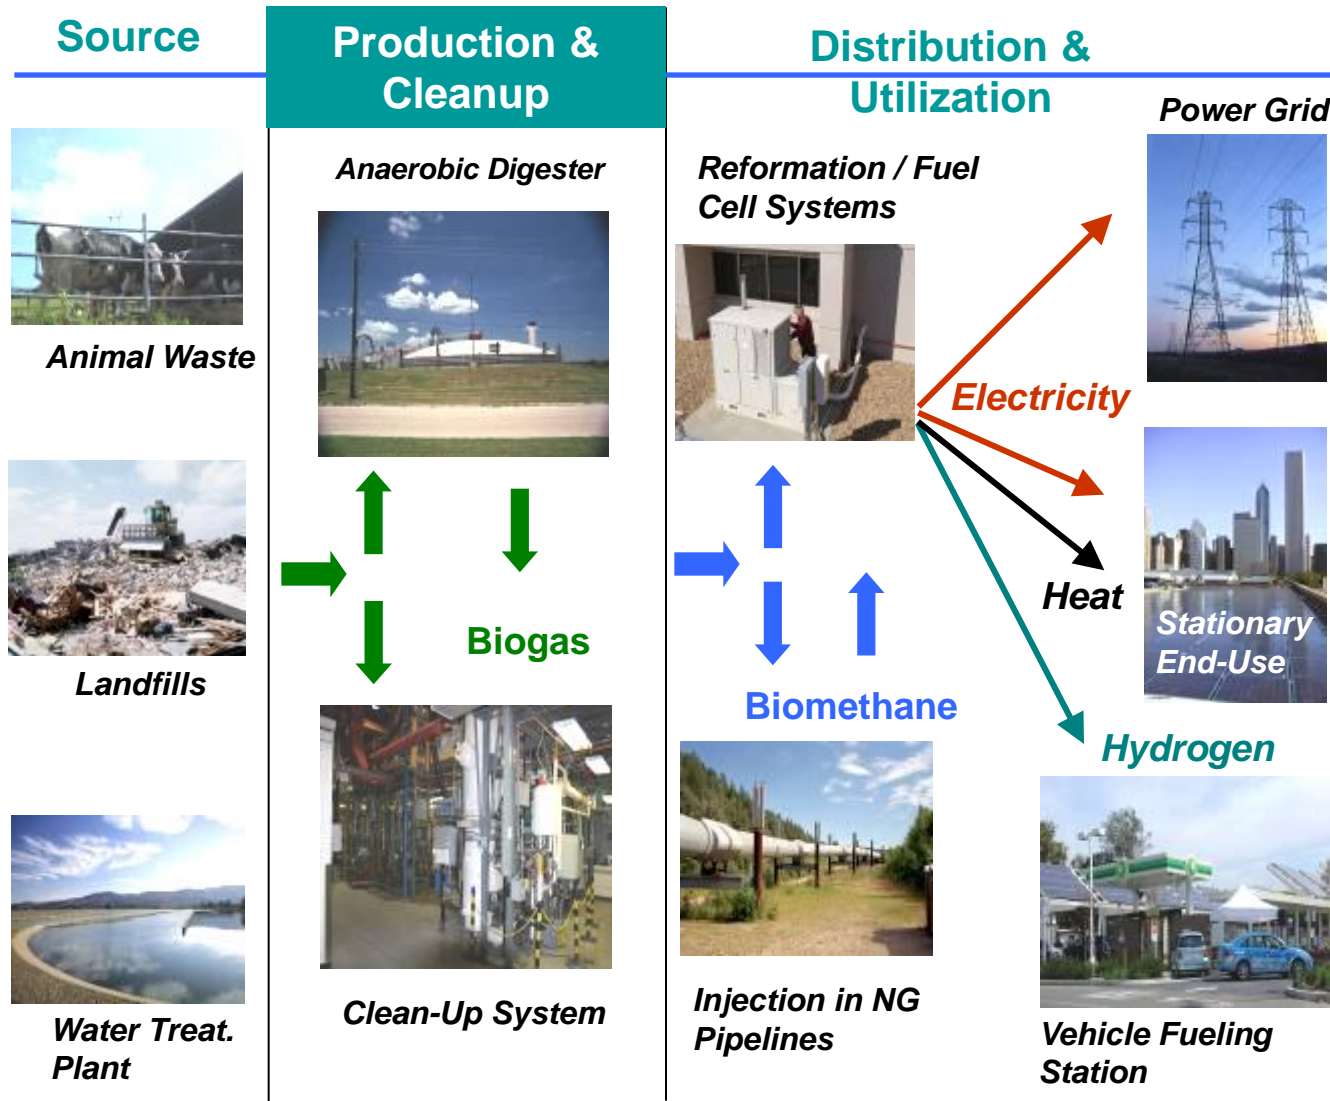 Source
Production &
Cleanup
Distribution &
Utilization
Animal Waste
Landfills
Water Treat.
Plant
Anaerobic Digester
Biogas
Clean-Up System
Reformation / Fuel
Cell Systems
Biomethane
Injection in NG
Pipelines
Power Grid
Electricity
Heat
Stationary
End-Use
Hydrogen
Vehicle Fueling
Station